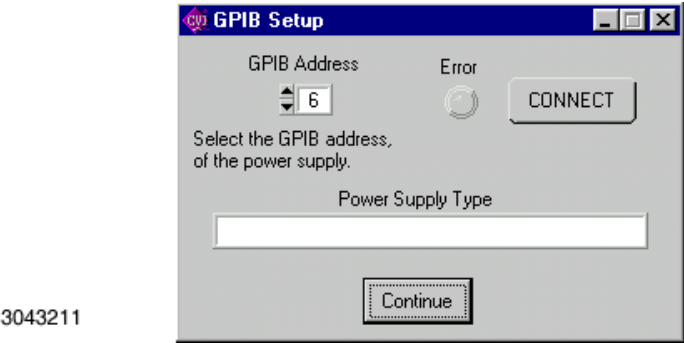 CVI GPIB Setup
GPIB Address
Error
6
CONNECT
Select the GPIB address,
of the power supply.
Power Supply Type
Continue
3043211